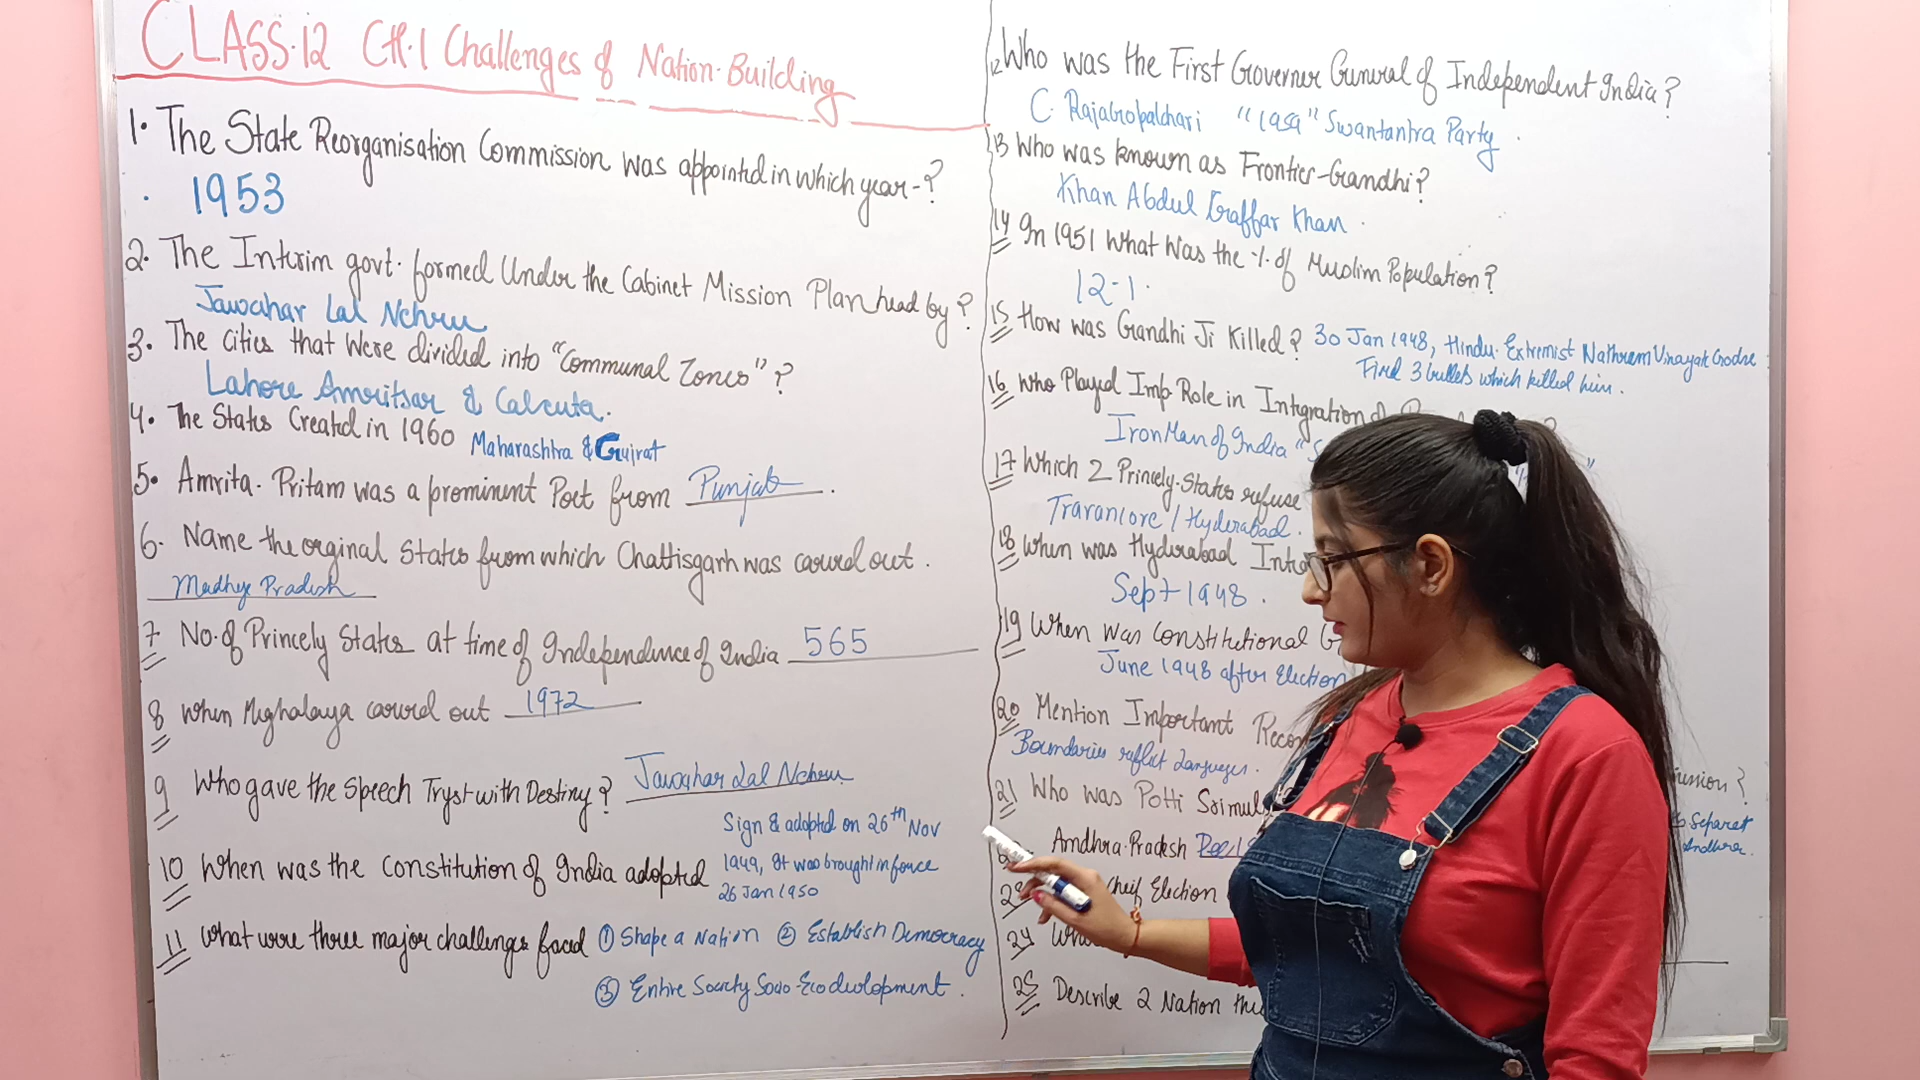 CLASS-12 CH.1 Challenges of Nation-Building
1. The State Reorganisation Commission was appointed in which year-?
1953
2. The Interim govt. formed Under the Cabinet Mission Plan head by?
Jawahar Lal Nehru
3. The cities that were divided into "Communal Zones"?
Lahore Amritsar & Calcuta.
4. The States Created in 1960 Maharashtra & Gujrat
5. Amrita. Pritam was a prominent Poet from Punjab.
6. Name the orginal States from which Chattisgarh was carved out.
Madhya Pradesh
7 No. of Princely States at time of Independence of India 565
8 When Meghalaya carved out 1972
9 Who gave the Speech Tryst with Destiny? Jawahar Lal Nehru
10 When was the Constitution of India adopted
Sign & adopted on 26th Nov
1949, It was brought in force
26 Jan 1950
11 What were three major challenges faced ① Shape a Nation ② Establish Democracy
③ Entire Society Socio-Eco development.
12 Who was the First Governer General of Independent India?
C. RajaGopalchari "1959" Swantantra Party.
13 Who was known as Frontier-Gandhi?
Khan Abdul Gaffar Khan.
14 In 1951 What Was the % of Muslim Population?
12-1.
15 How was Gandhi Ji Killed? 30 Jan 1948, Hindu. Extremist Nathuram Vinayak Godse
Fired 3 bullets which killed him.
16 Who Played Imp. Role in Integration of
Iron Man of India "S
17 Which 2 Princely-States refuse
Travancore / Hyderabad.
18 When was Hyderabad
Sept 1948.
19 When was Constitutional
June 1948 after Election
20 Mention Important
Boundaries reflect Languages.
21 Who was Potti
Separet
Andhra Pradesh
Andhra.
Election
24
25 Describe 2 Nation